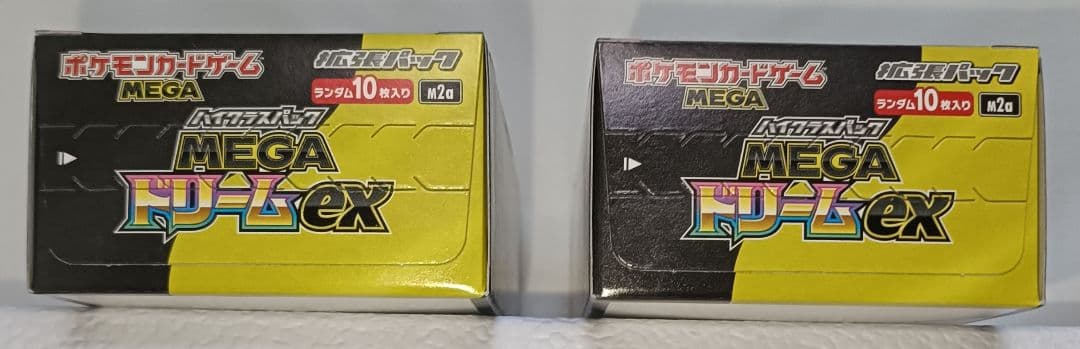 ポケモンカードゲーム
MEGA
拡張パック
ランダム10枚入り M2a
ハイクラスパック
MEGA
ドリームex
ポケモンカードゲーム
MEGA
拡張パック
ランダム10枚入り M2a
ハイクラスパック
MEGA
ドリームex